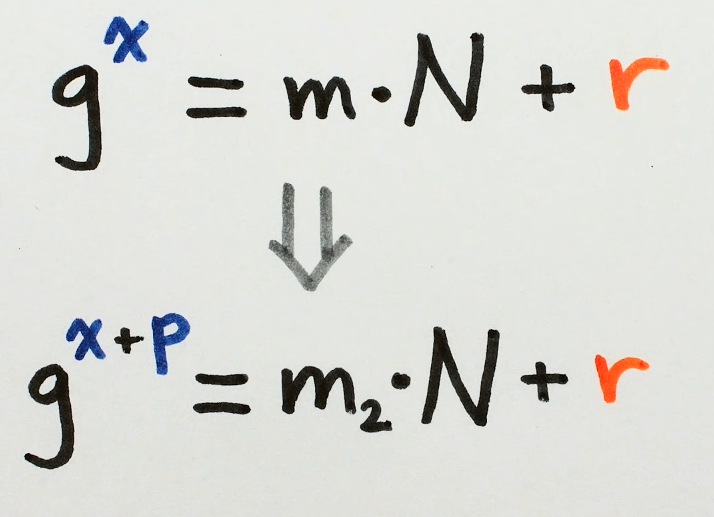 g^x = m·N + r
⇓
g^(x+p) = m₂·N + r